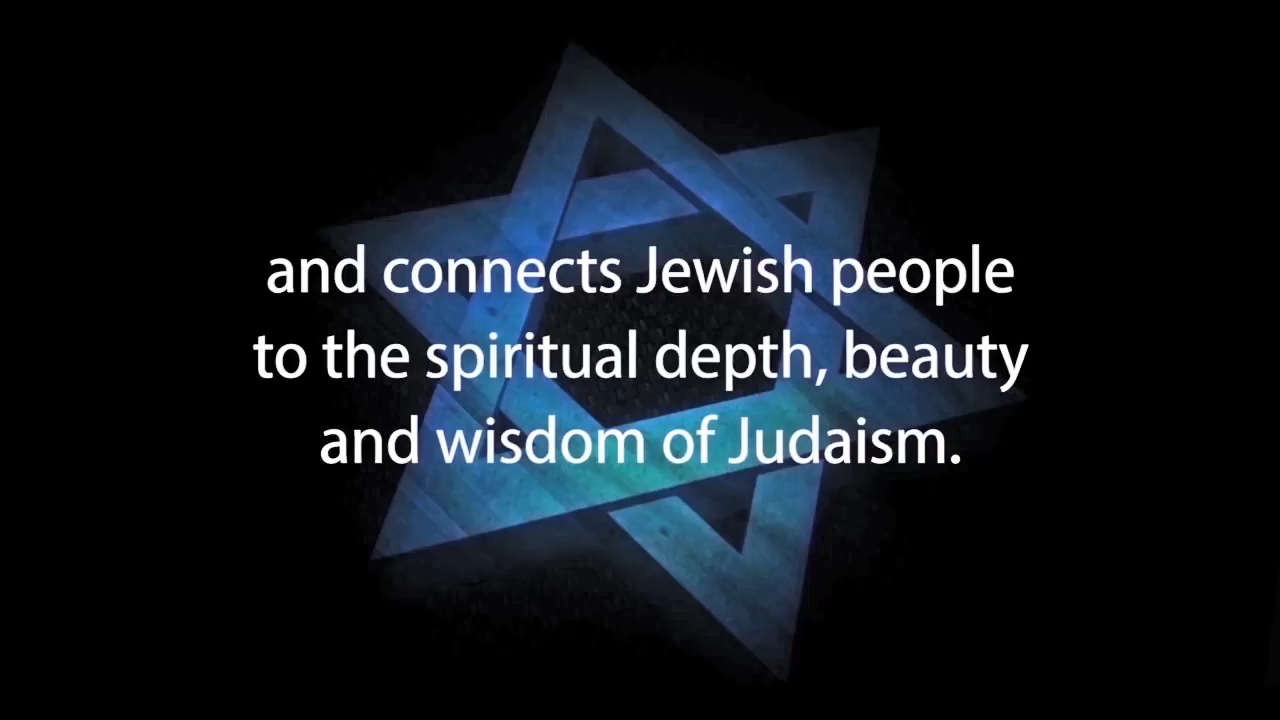 and connects Jewish people
to the spiritual depth, beauty
and wisdom of Judaism.